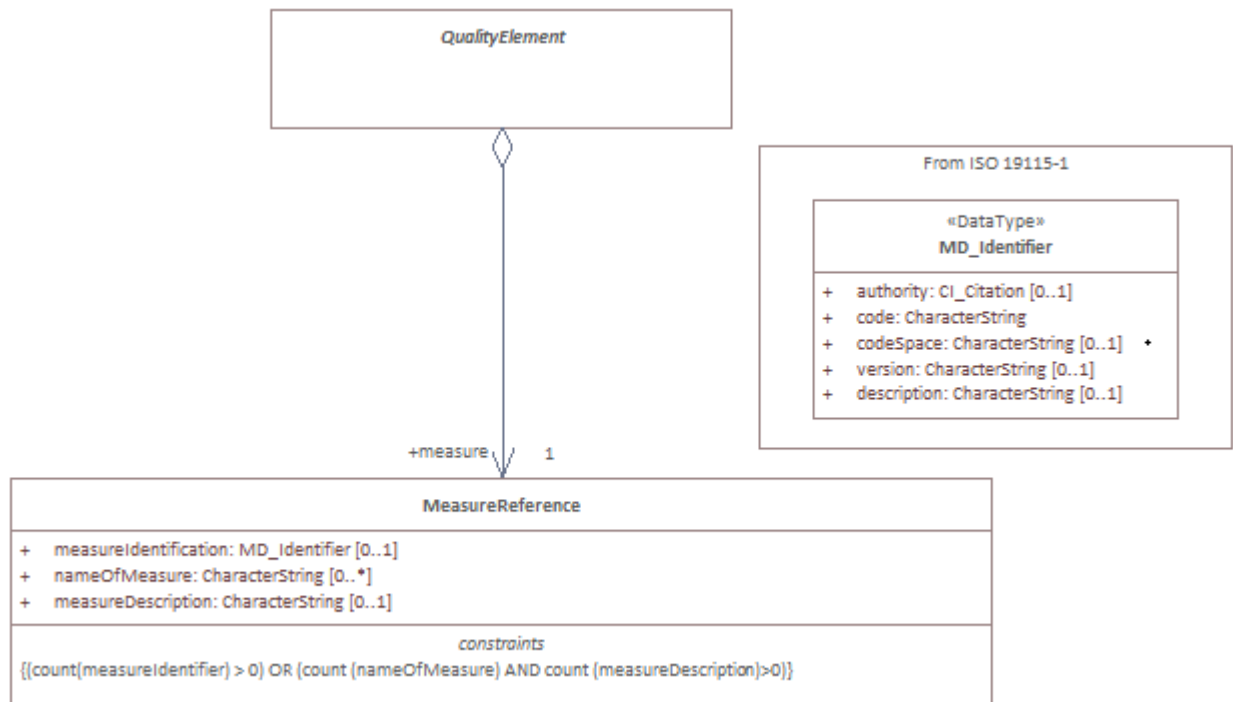 QualityElement
From ISO 19115-1
«DataType»
MD_Identifier
+ authority: CI_Citation [0..1]
+ code: CharacterString
+ codeSpace: CharacterString [0..1]
+ version: CharacterString [0..1]
+ description: CharacterString [0..1]
+measure 1
MeasureReference
+ measureIdentification: MD_Identifier [0..1]
+ nameOfMeasure: CharacterString [0..*]
+ measureDescription: CharacterString [0..1]
constraints
{(count(measureIdentifier) > 0) OR (count (nameOfMeasure) AND count (measureDescription)>0)}